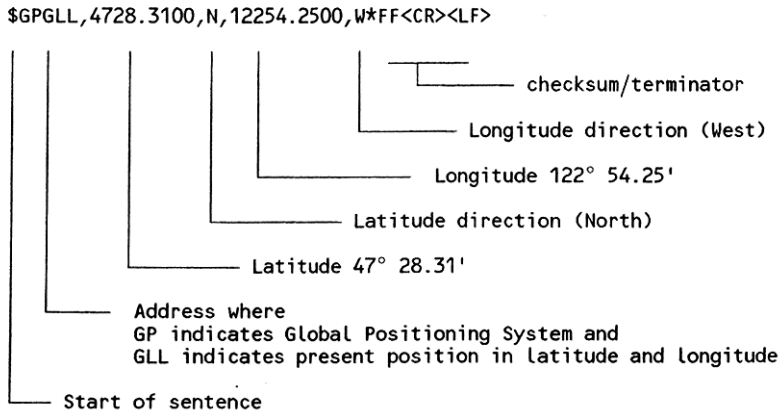 $GPGLL,4728.3100,N,12254.2500,W*FF<CR><LF>
checksum/terminator
Longitude direction (West)
Longitude 122° 54.25'
Latitude direction (North)
Latitude 47° 28.31'
Address where
GP indicates Global Positioning System and
GLL indicates present position in latitude and longitude
Start of sentence